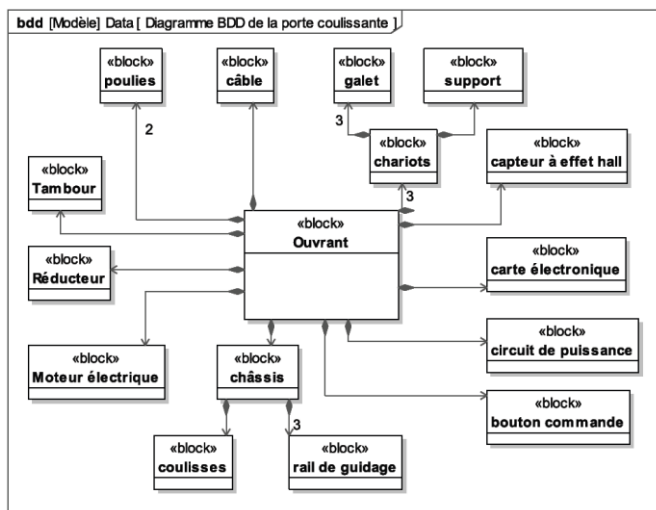 bdd [Modèle] Data [ Diagramme BDD de la porte coulissante ]
«block»
poulies
«block»
câble
«block»
galet
«block»
support
2
3
«block»
chariots
«block»
capteur à effet hall
«block»
Tambour
3
«block»
Ouvrant
«block»
Réducteur
«block»
carte électronique
«block»
Moteur électrique
«block»
châssis
«block»
circuit de puissance
«block»
bouton commande
3
«block»
coulisses
«block»
rail de guidage